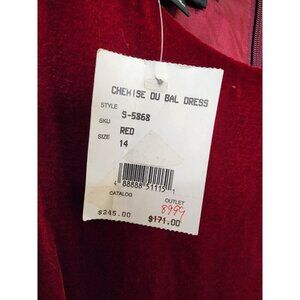 CHEMISE DU BAL DRESS
STYLE S-5868
SKU RED
SIZE 14
4 88888 51115 1
CATALOG OUTLET
8999
$245.00 $171.00